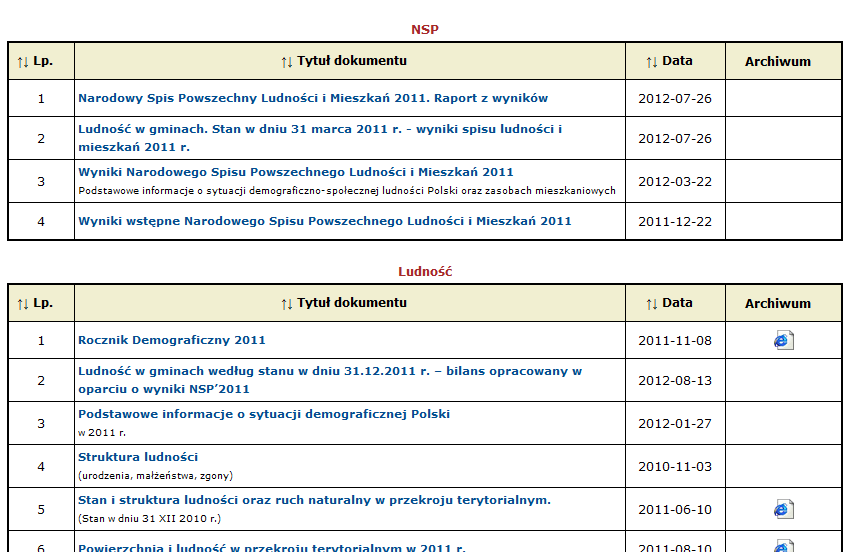 NSP
↑↓ Lp. ↑↓ Tytuł dokumentu ↑↓ Data Archiwum
1 Narodowy Spis Powszechny Ludności i Mieszkań 2011. Raport z wyników 2012-07-26
2 Ludność w gminach. Stan w dniu 31 marca 2011 r. - wyniki spisu ludności i
mieszkań 2011 r. 2012-07-26
3 Wyniki Narodowego Spisu Powszechnego Ludności i Mieszkań 2011 2012-03-22
Podstawowe informacje o sytuacji demograficzno-społecznej ludności Polski oraz zasobach mieszkaniowych
4 Wyniki wstępne Narodowego Spisu Powszechnego Ludności i Mieszkań 2011 2011-12-22
Ludność
↑↓ Lp. ↑↓ Tytuł dokumentu ↑↓ Data Archiwum
1 Rocznik Demograficzny 2011 2011-11-08
2 Ludność w gminach według stanu w dniu 31.12.2011 r. – bilans opracowany w
oparciu o wyniki NSP’2011 2012-08-13
3 Podstawowe informacje o sytuacji demograficznej Polski 2012-01-27
w 2011 r.
4 Struktura ludności 2010-11-03
(urodzenia, małżeństwa, zgony)
5 Stan i struktura ludności oraz ruch naturalny w przekroju terytorialnym. 2011-06-10
(Stan w dniu 31 XII 2010 r.)
6 Powierzchnia i ludność w przekroju terytorialnym w 2011 r. 2011-08-10